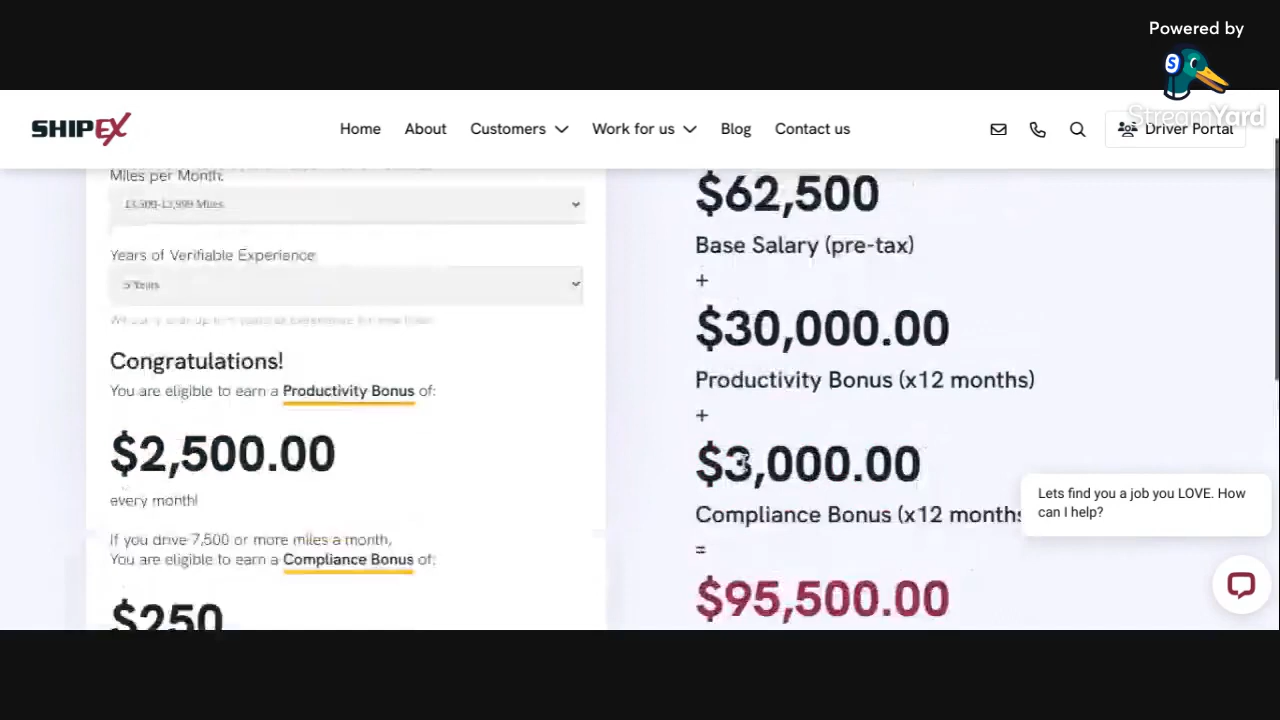 Powered by
StreamYard
SHIPEX
Home
About
Customers
Work for us
Blog
Contact us
Driver Portal
Miles per Month:
Miles
Years of Verifiable Experience
5 Years
Congratulations!
You are eligible to earn a Productivity Bonus of:
$2,500.00
every month!
If you drive 7,500 or more miles a month,
You are eligible to earn a Compliance Bonus of:
$250
$62,500
Base Salary (pre-tax)
+
$30,000.00
Productivity Bonus (x12 months)
+
$3,000.00
Compliance Bonus (x12 months
=
$95,500.00
Lets find you a job you LOVE. How
can I help?